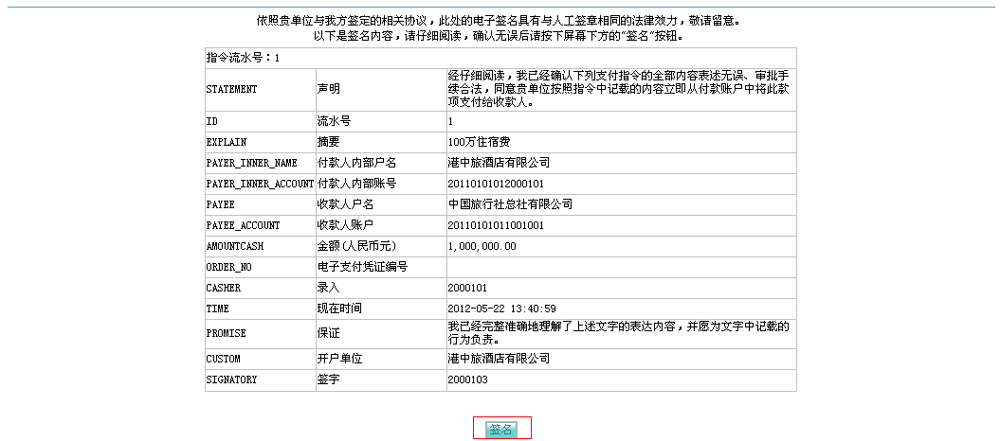 依照贵单位与我方签定的相关协议，此处的电子签名具有与人工签章相同的法律效力，敬请留意。
以下是签名内容，请仔细阅读，确认无误后请按下屏幕下方的"签名"按钮。
指令流水号：1
STATEMENT 声明 经仔细阅读，我已经确认下列支付指令的全部内容表述无误、审批手
续合法，同意贵单位按照指令中记载的内容立即从付款账户中将此款
项支付给收款人。
ID 流水号 1
EXPLAIN 摘要 100万住宿费
PAYER_INNER_NAME 付款人内部户名 港中旅酒店有限公司
PAYER_INNER_ACCOUNT 付款人内部账号 20110101012000101
PAYEE 收款人户名 中国旅行社总社有限公司
PAYEE_ACCOUNT 收款人账户 20110101011001001
AMOUNTCASH 金额(人民币元) 1,000,000.00
ORDER_NO 电子支付凭证编号
CASHER 录入 2000101
TIME 现在时间 2012-05-22 13:40:59
PROMISE 保证 我已经完整准确地理解了上述文字的表达内容，并愿为文字中记载的
行为负责。
CUSTOM 开户单位 港中旅酒店有限公司
SIGNATORY 签字 2000103
签名